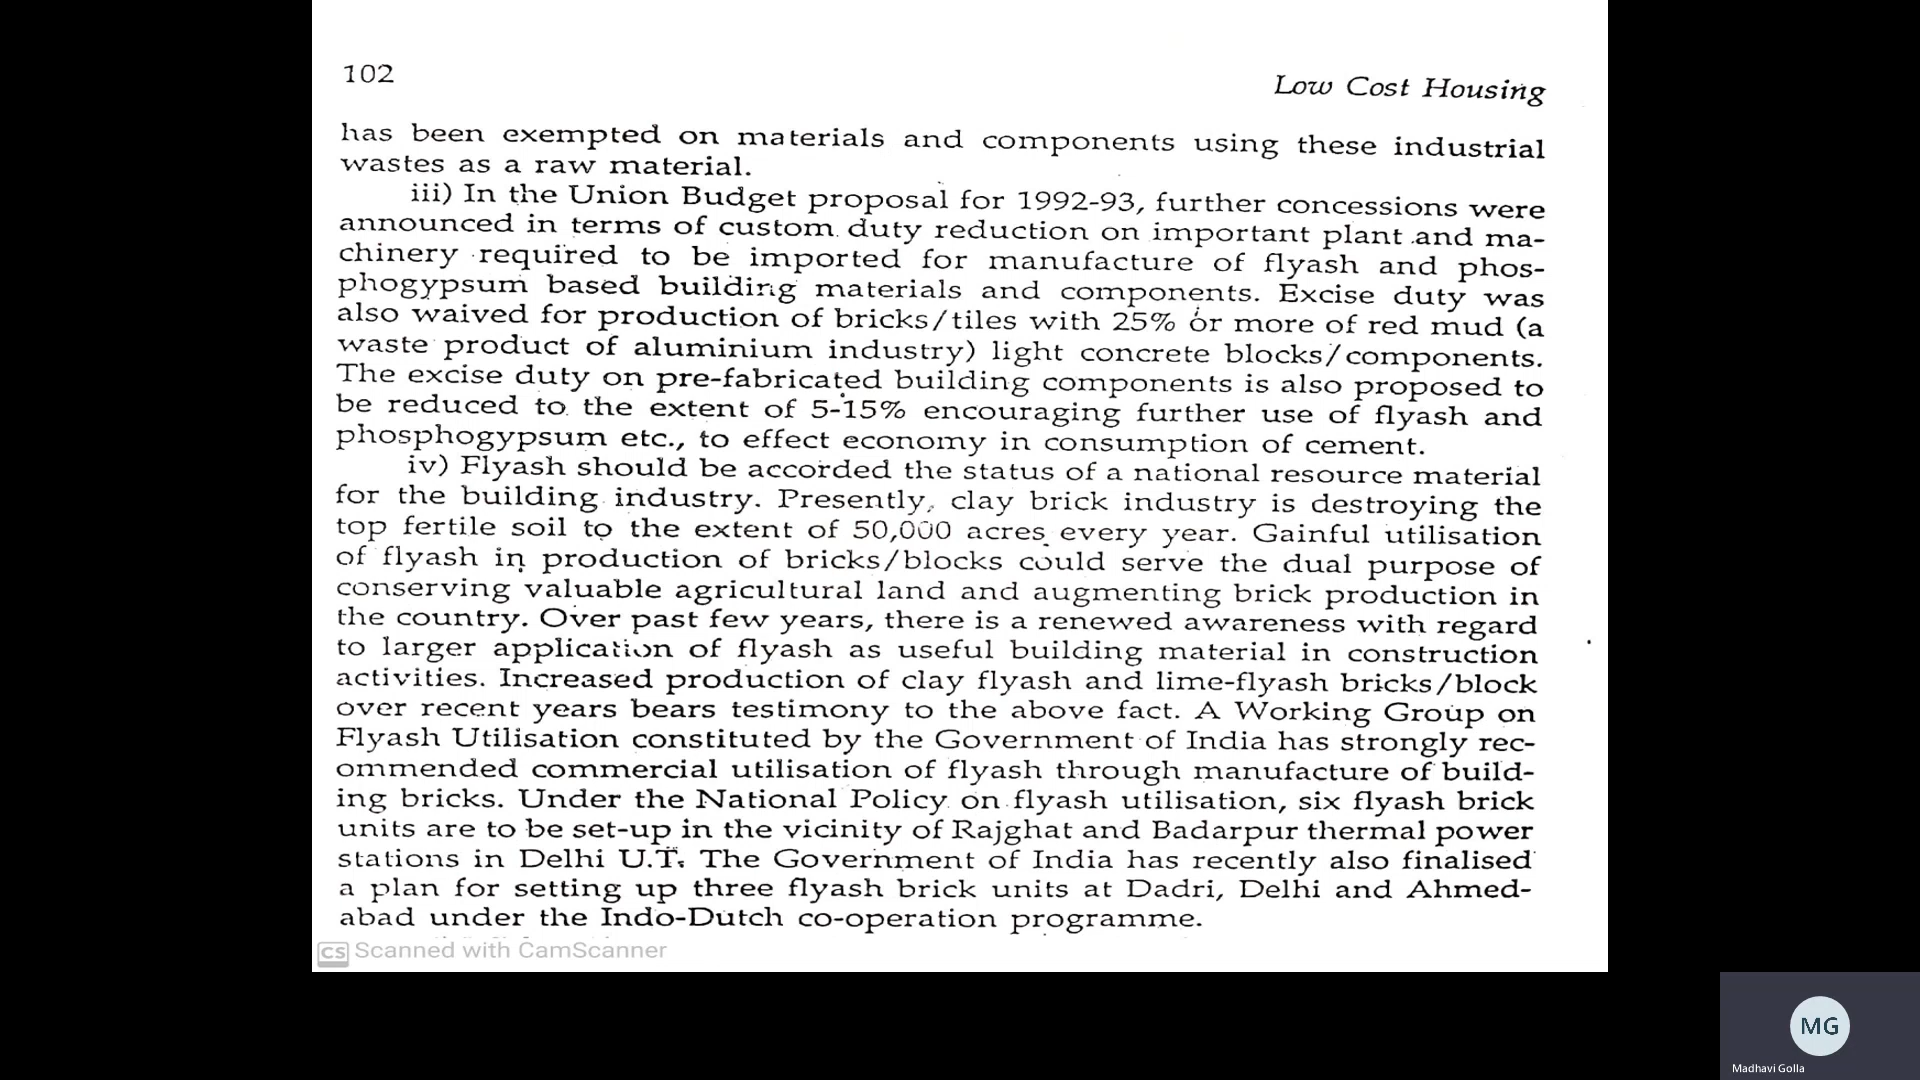 102
Low Cost Housing
has been exempted on materials and components using these industrial
wastes as a raw material.
iii) In the Union Budget proposal for 1992-93, further concessions were
announced in terms of custom duty reduction on important plant and ma-
chinery required to be imported for manufacture of flyash and phos-
phogypsum based building materials and components. Excise duty was
also waived for production of bricks/tiles with 25% or more of red mud (a
waste product of aluminium industry) light concrete blocks/components.
The excise duty on pre-fabricated building components is also proposed to
be reduced to the extent of 5-15% encouraging further use of flyash and
phosphogypsum etc., to effect economy in consumption of cement.
iv) Flyash should be accorded the status of a national resource material
for the building industry. Presently, clay brick industry is destroying the
top fertile soil to the extent of 50,000 acres every year. Gainful utilisation
of flyash in production of bricks/blocks could serve the dual purpose of
conserving valuable agricultural land and augmenting brick production in
the country. Over past few years, there is a renewed awareness with regard
to larger application of flyash as useful building material in construction
activities. Increased production of clay flyash and lime-flyash bricks/block
over recent years bears testimony to the above fact. A Working Group on
Flyash Utilisation constituted by the Government of India has strongly rec-
ommended commercial utilisation of flyash through manufacture of build-
ing bricks. Under the National Policy on flyash utilisation, six flyash brick
units are to be set-up in the vicinity of Rajghat and Badarpur thermal power
stations in Delhi U.T. The Government of India has recently also finalised
a plan for setting up three flyash brick units at Dadri, Delhi and Ahmed-
abad under the Indo-Dutch co-operation programme.
CS Scanned with CamScanner
MG
Madhavi Golla